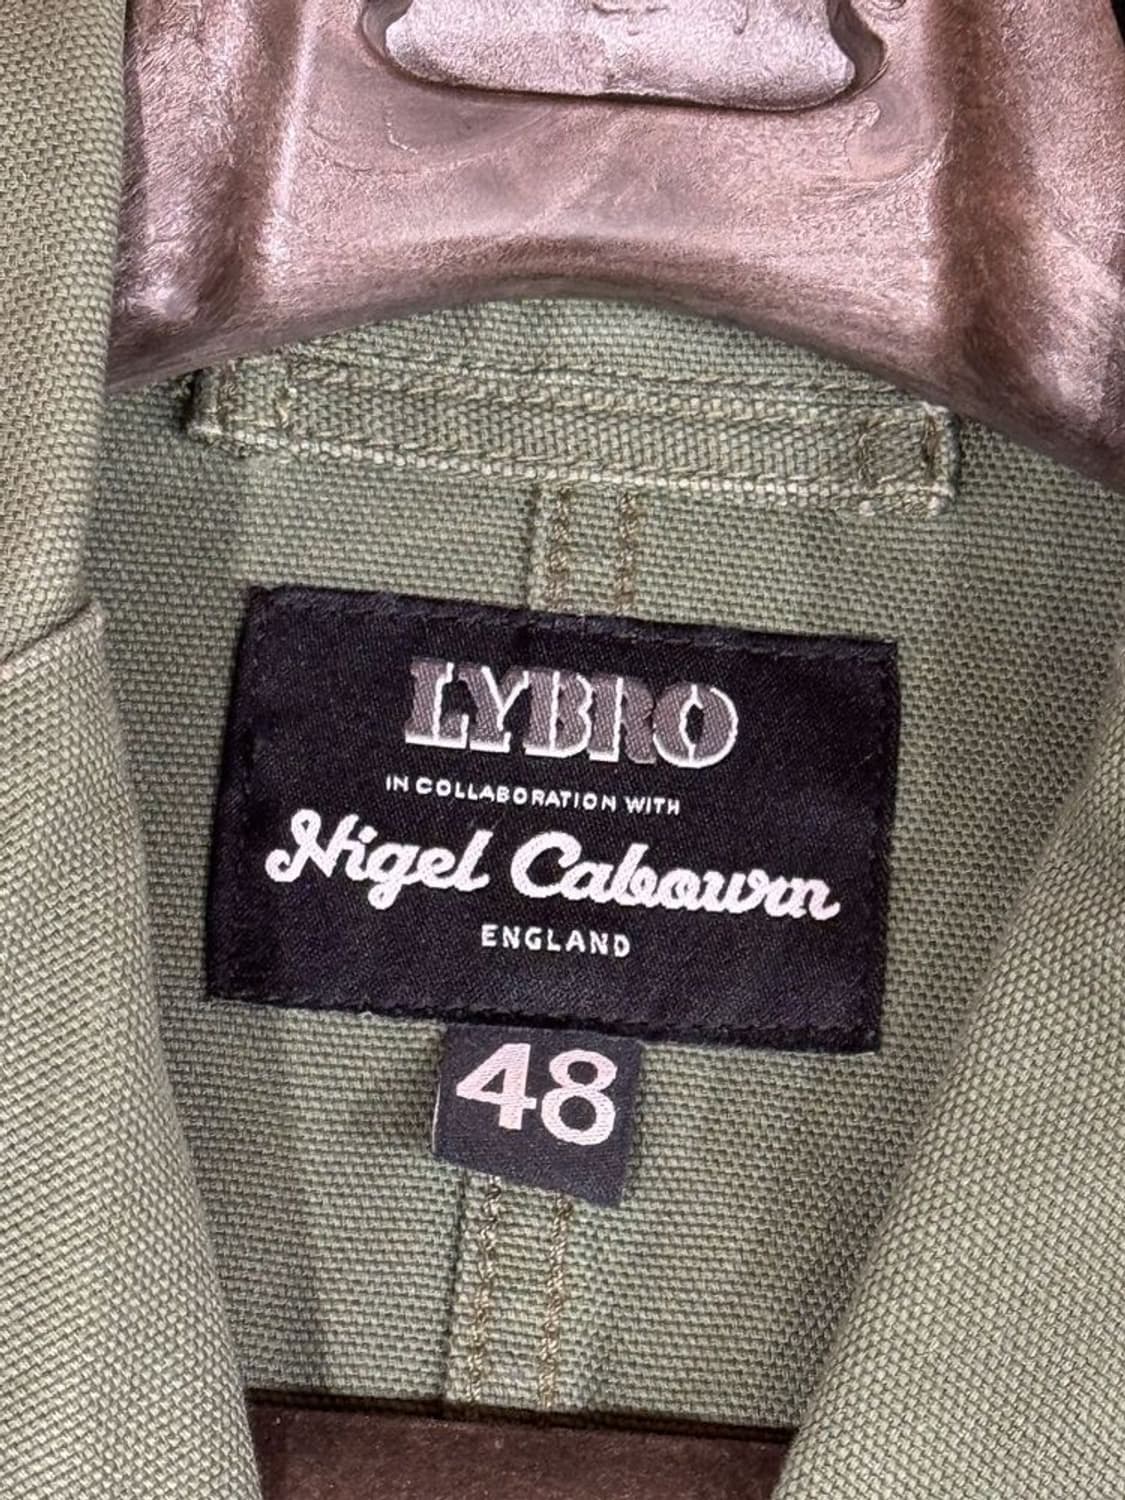 LYBRO
IN COLLABORATION WITH
Nigel Cabourn
ENGLAND
48